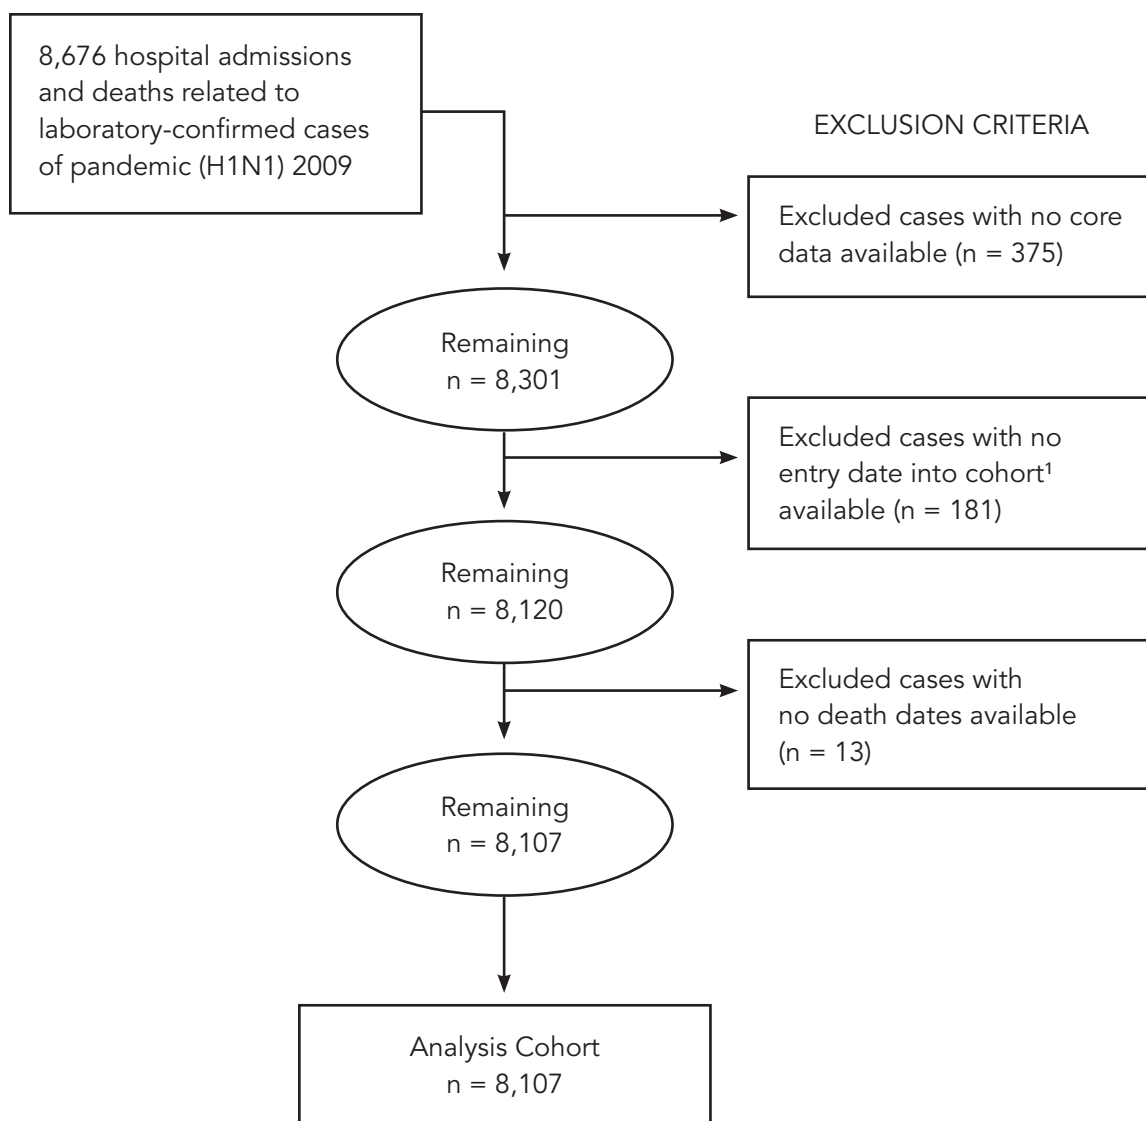 8,676 hospital admissions
and deaths related to
laboratory-confirmed cases
of pandemic (H1N1) 2009
EXCLUSION CRITERIA
Excluded cases with no core
data available (n = 375)
Remaining
n = 8,301
Excluded cases with no
entry date into cohort¹
available (n = 181)
Remaining
n = 8,120
Excluded cases with
no death dates available
(n = 13)
Remaining
n = 8,107
Analysis Cohort
n = 8,107